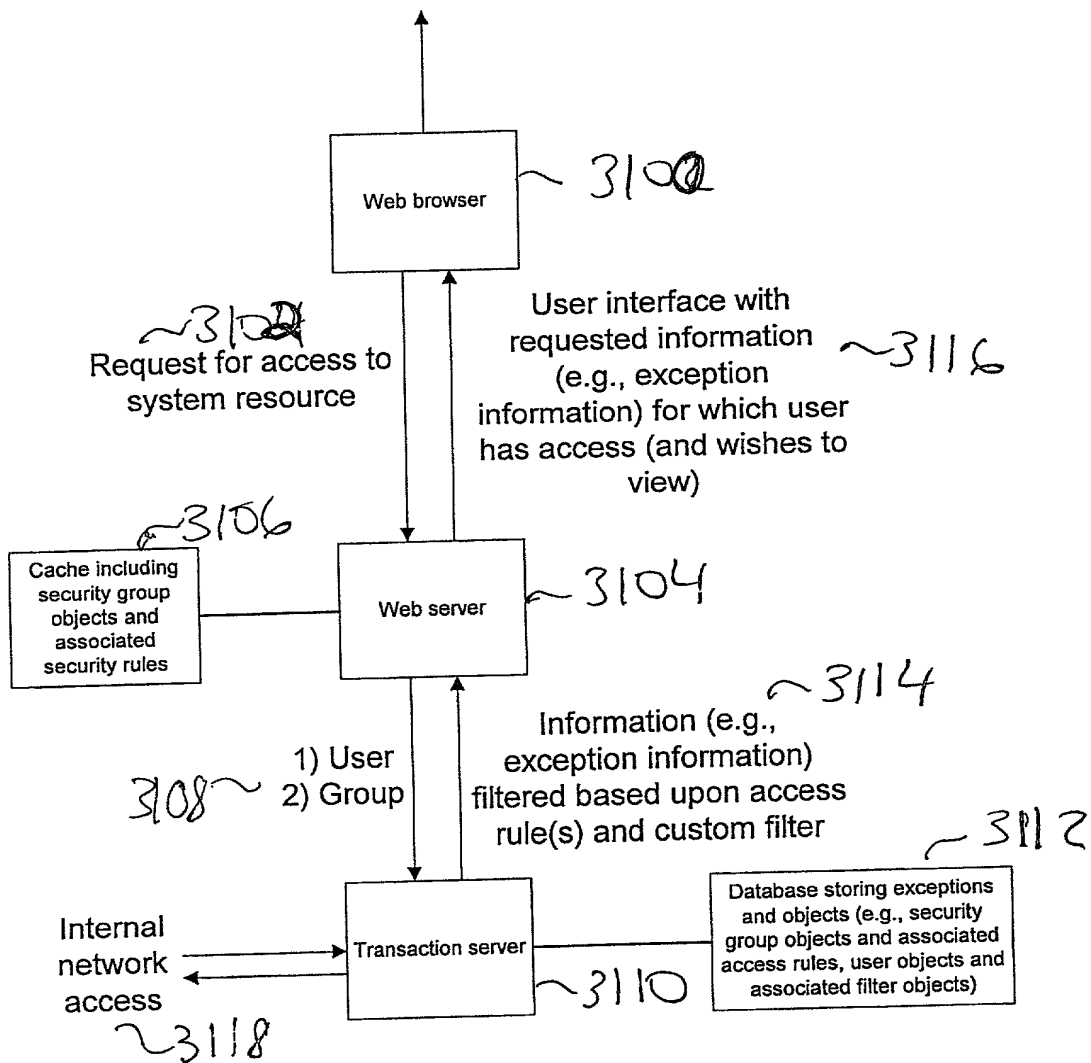 Web browser
Request for access to
system resource
User interface with
requested information
(e.g., exception
information) for which user
has access (and wishes to
view)
3116
3106
Cache including
security group
objects and
associated
security rules
Web server
3104
3114
1) User
2) Group
3108
Information (e.g.,
exception information)
filtered based upon access
rule(s) and custom filter
3112
Internal
network
access
3118
Transaction server
3110
Database storing exceptions
and objects (e.g., security
group objects and associated
access rules, user objects and
associated filter objects)